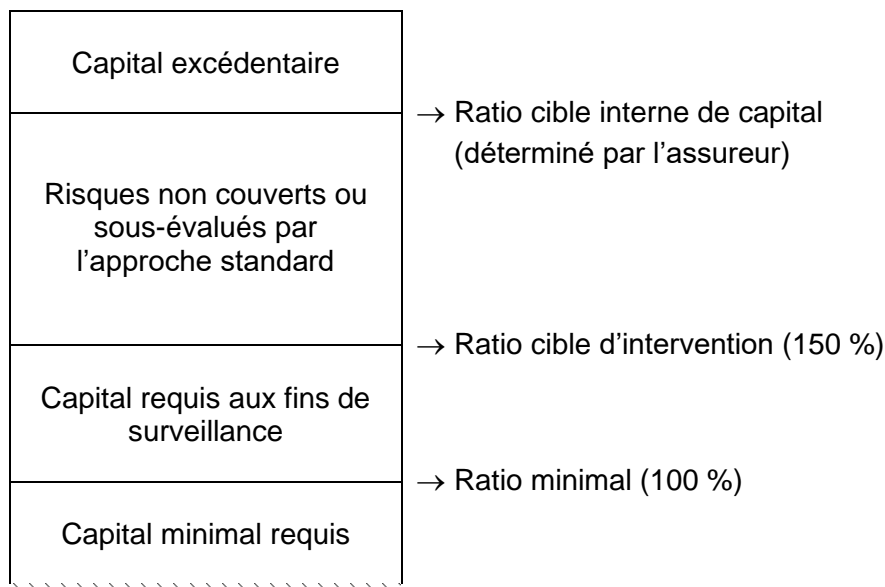 Capital excédentaire
→ Ratio cible interne de capital
(déterminé par l’assureur)
Risques non couverts ou
sous-évalués par
l’approche standard
→ Ratio cible d’intervention (150 %)
Capital requis aux fins de
surveillance
→ Ratio minimal (100 %)
Capital minimal requis